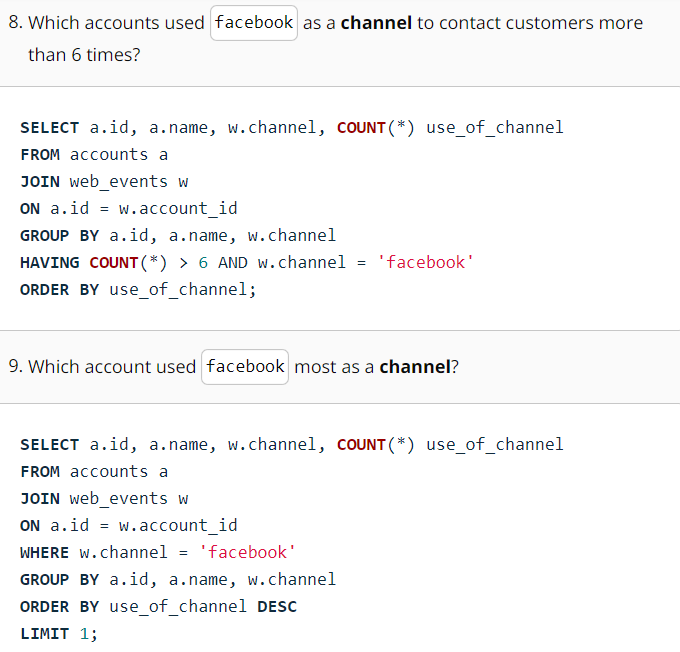 8. Which accounts used facebook as a channel to contact customers more
than 6 times?
SELECT a.id, a.name, w.channel, COUNT(*) use_of_channel
FROM accounts a
JOIN web_events w
ON a.id = w.account_id
GROUP BY a.id, a.name, w.channel
HAVING COUNT(*) > 6 AND w.channel = 'facebook'
ORDER BY use_of_channel;
9. Which account used facebook most as a channel?
SELECT a.id, a.name, w.channel, COUNT(*) use_of_channel
FROM accounts a
JOIN web_events w
ON a.id = w.account_id
WHERE w.channel = 'facebook'
GROUP BY a.id, a.name, w.channel
ORDER BY use_of_channel DESC
LIMIT 1;